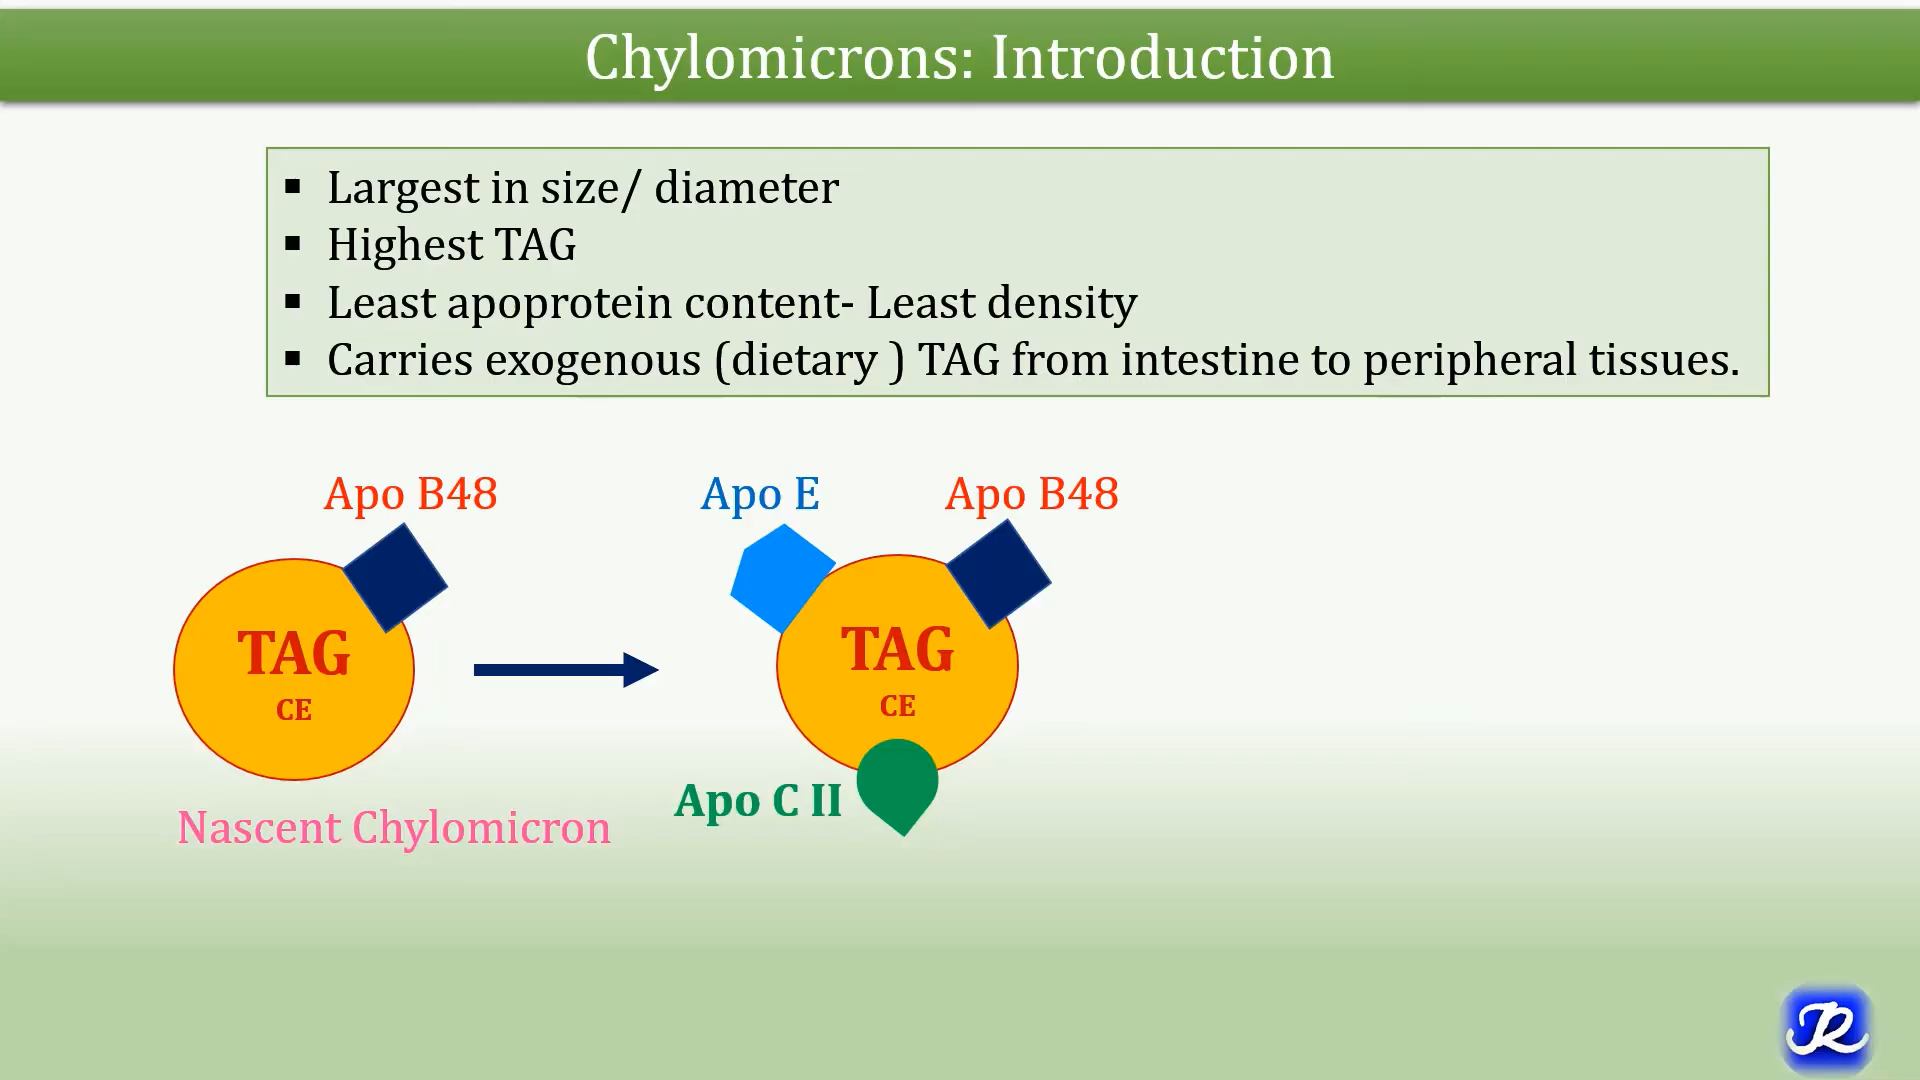 Chylomicrons: Introduction
▪ Largest in size/ diameter
▪ Highest TAG
▪ Least apoprotein content- Least density
▪ Carries exogenous (dietary ) TAG from intestine to peripheral tissues.
Apo B48
Apo E
Apo B48
TAG
CE
TAG
CE
Apo C II
Nascent Chylomicron
JR